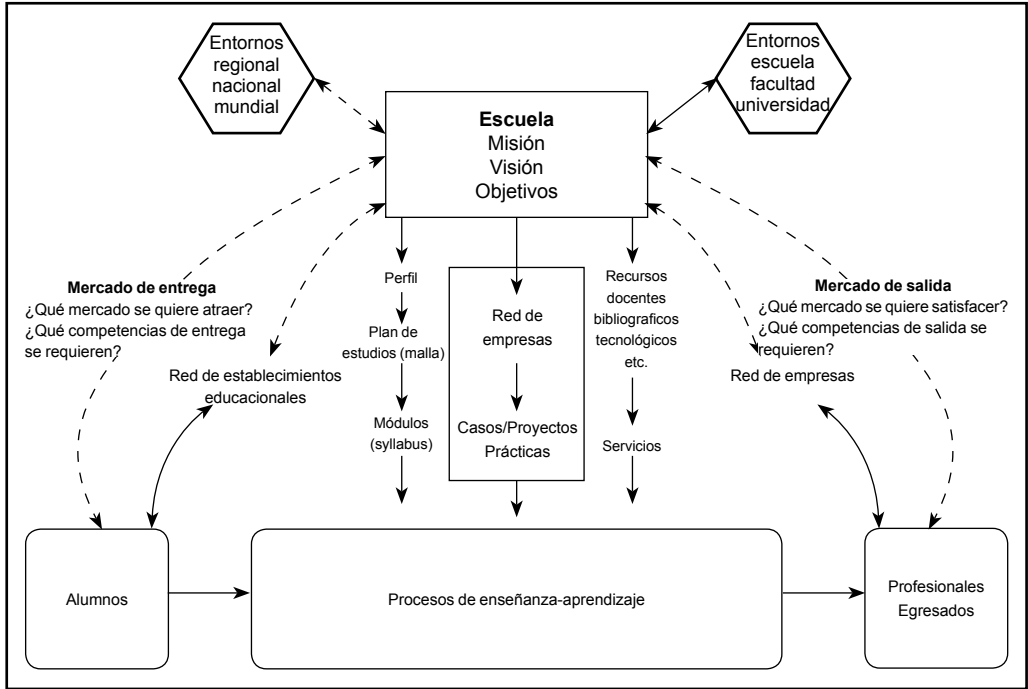 Entornos
regional
nacional
mundial
Entornos
escuela
facultad
universidad
Escuela
Misión
Visión
Objetivos
Mercado de entrega
¿Qué mercado se quiere atraer?
¿Qué competencias de entrega
se requieren?
Red de establecimientos
educacionales
Perfil
Plan de
estudios (malla)
Módulos
(syllabus)
Red de
empresas
Casos/Proyectos
Prácticas
Recursos
docentes
bibliograficos
tecnológicos
etc.
Servicios
Mercado de salida
¿Qué mercado se quiere satisfacer?
¿Qué competencias de salida se
requieren?
Red de empresas
Alumnos
Procesos de enseñanza-aprendizaje
Profesionales
Egresados